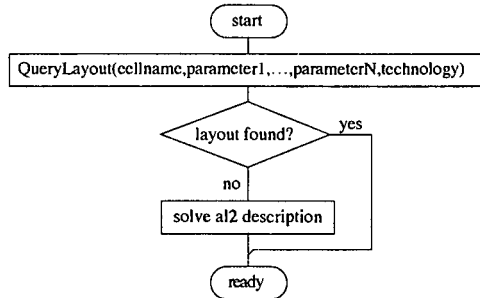 start
QueryLayout(cellname,parameter1,...,parameterN,technology)
layout found?
yes
no
solve al2 description
ready